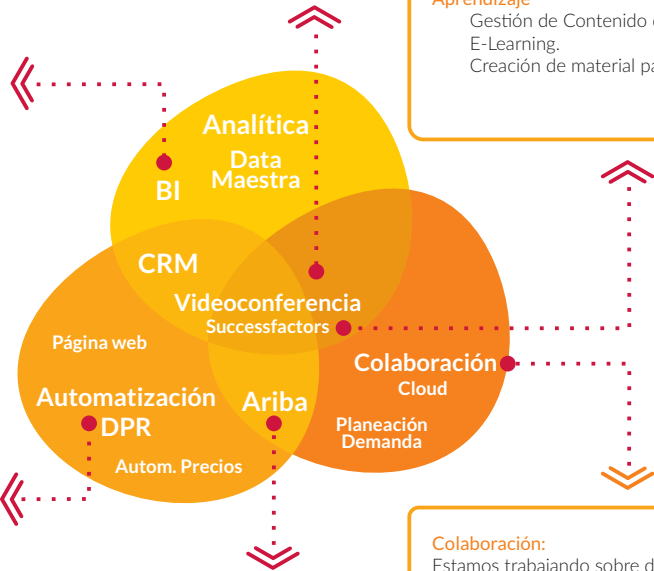 Aprendizaje
Gestión de Contenido
E-Learning.
Creación de material
Analítica
Data
Maestra
BI
CRM
Videoconferencia
Successfactors
Página web
Colaboración
Cloud
Automatización
DPR
Ariba
Planeación
Demanda
Autom. Precios
Colaboración:
Estamos trabajando sobre